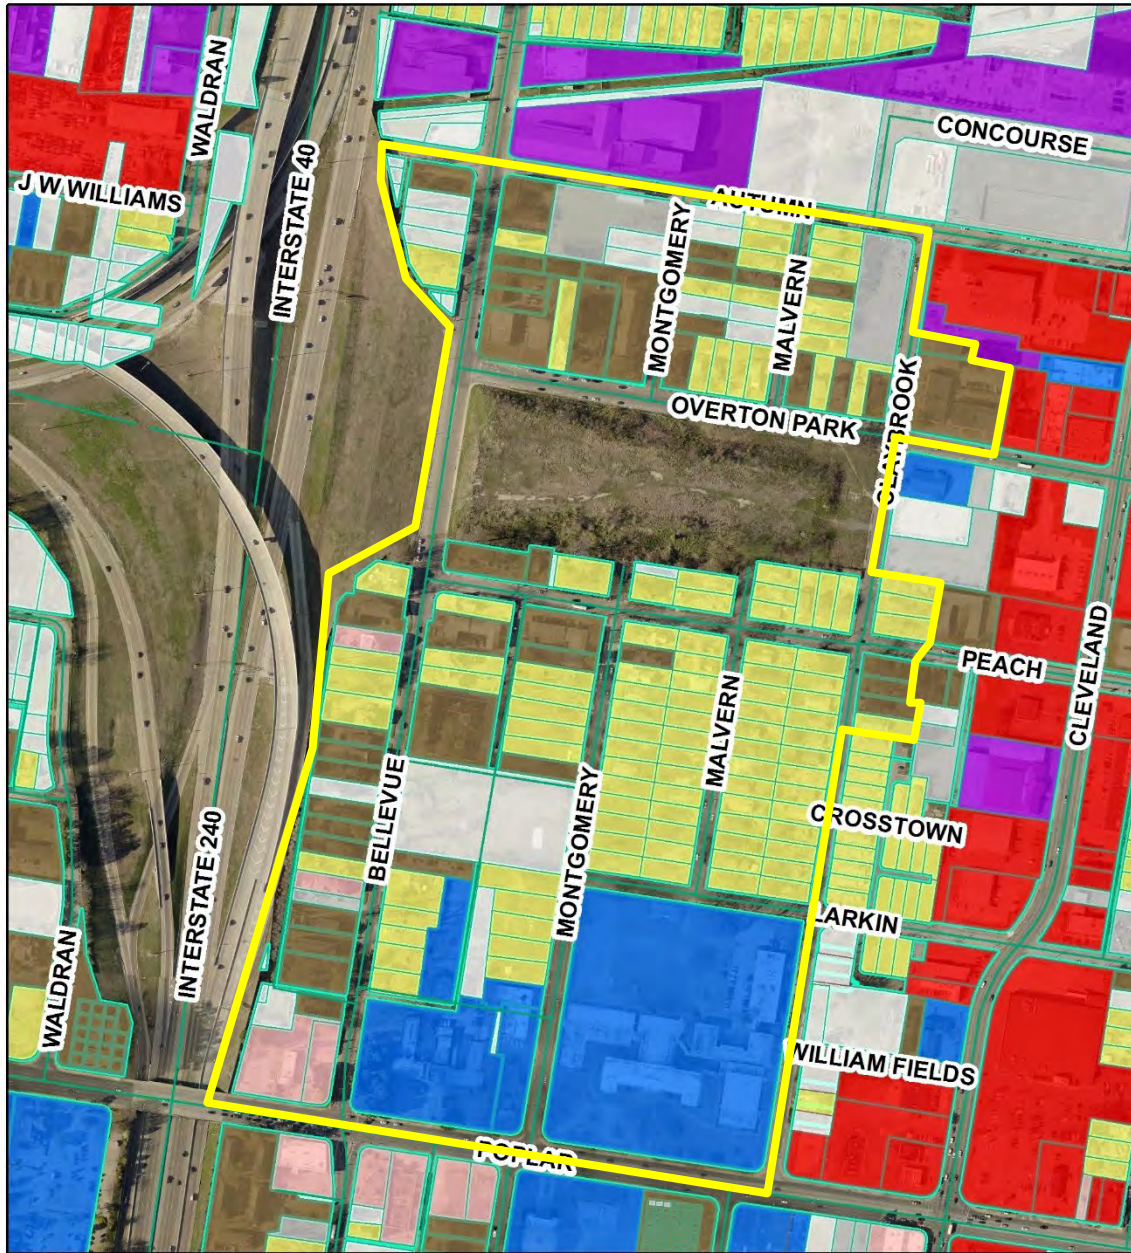 WALDRAN
CONCOURSE
INTERSTATE 40
J W WILLIAMS
AUTUMN
MONTGOMERY
MALVERN
CLAYBROOK
OVERTON PARK
PEACH
CLEVELAND
MALVERN
BELLEVUE
MONTGOMERY
CROSSTOWN
INTERSTATE 240
LARKIN
WALDRAN
WILLIAM FIELDS
POPLAR